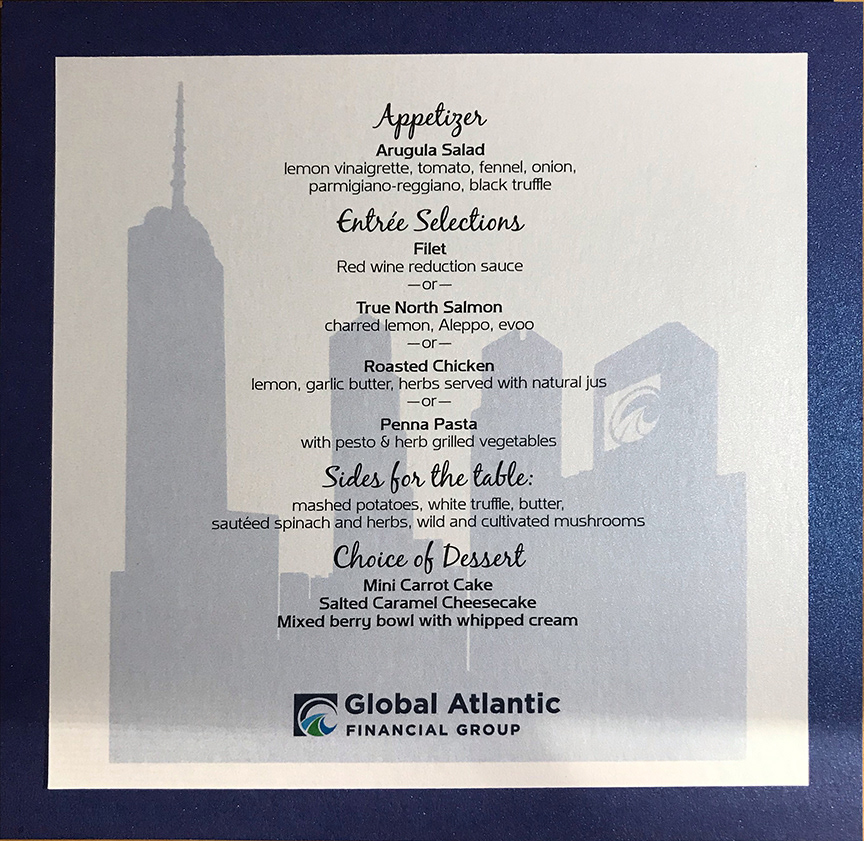 Appetizer
Arugula Salad
lemon vinaigrette, tomato, fennel, onion,
parmigiano-reggiano, black truffle
Entrée Selections
Filet
Red wine reduction sauce
—or—
True North Salmon
charred lemon, Aleppo, evoo
—or—
Roasted Chicken
lemon, garlic butter, herbs served with natural jus
—or—
Penna Pasta
with pesto & herb grilled vegetables
Sides for the table:
mashed potatoes, white truffle, butter,
sautéed spinach and herbs, wild and cultivated mushrooms
Choice of Dessert
Mini Carrot Cake
Salted Caramel Cheesecake
Mixed berry bowl with whipped cream
Global Atlantic
FINANCIAL GROUP